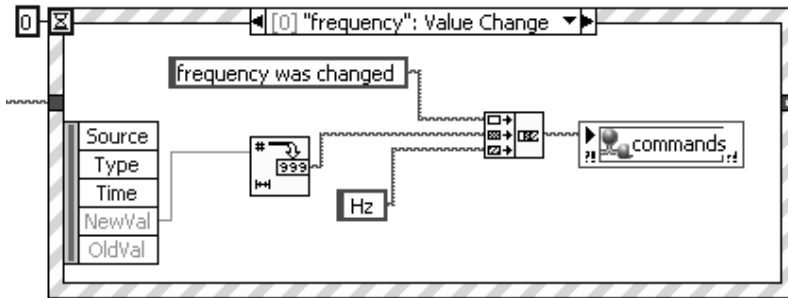 0
[0] "frequency": Value Change
frequency was changed
Source
Type
Time
NewVal
OldVal
#
999
Hz
?!
commands